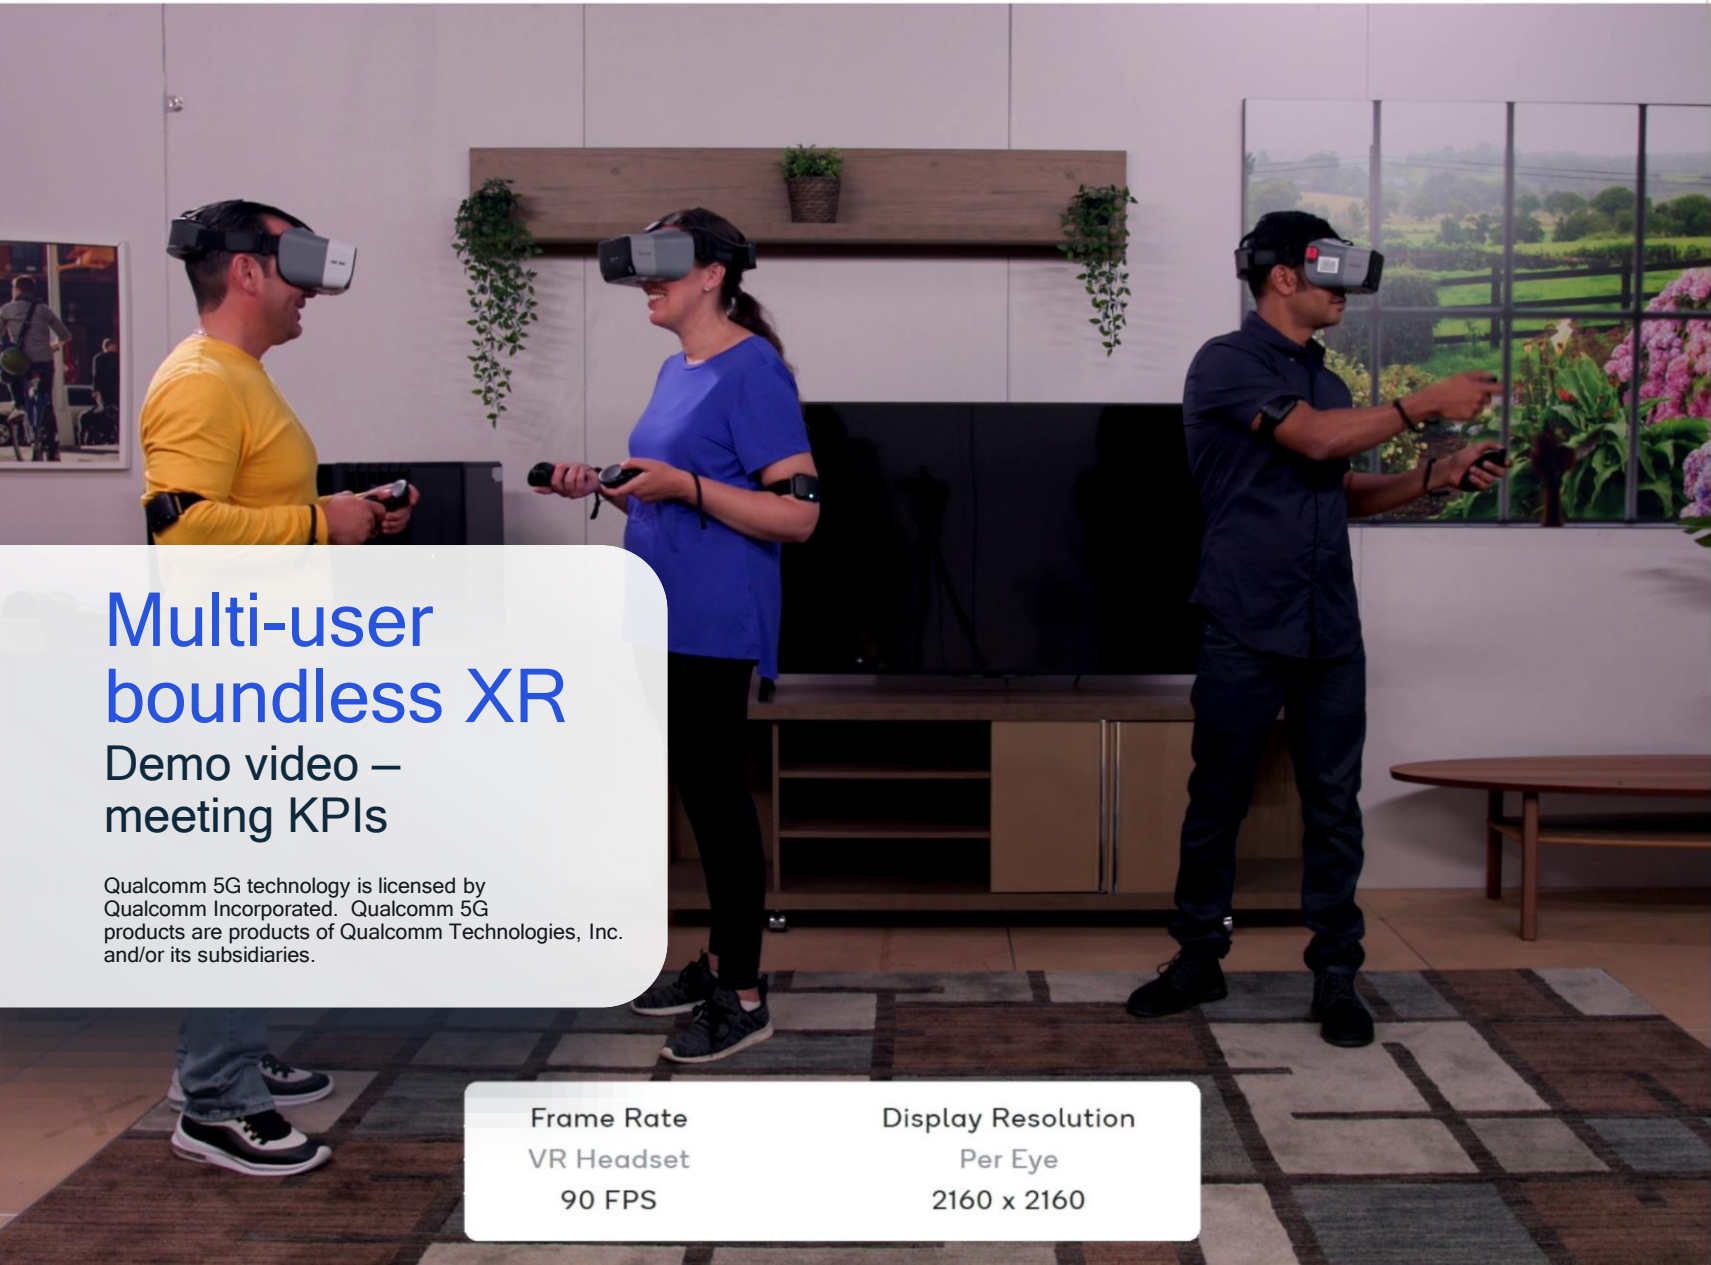 Multi-user
boundless XR
Demo video –
meeting KPIs
Qualcomm 5G technology is licensed by
Qualcomm Incorporated.  Qualcomm 5G
products are products of Qualcomm Technologies, Inc.
and/or its subsidiaries.
Frame Rate
VR Headset
90 FPS
Display Resolution
Per Eye
2160 x 2160